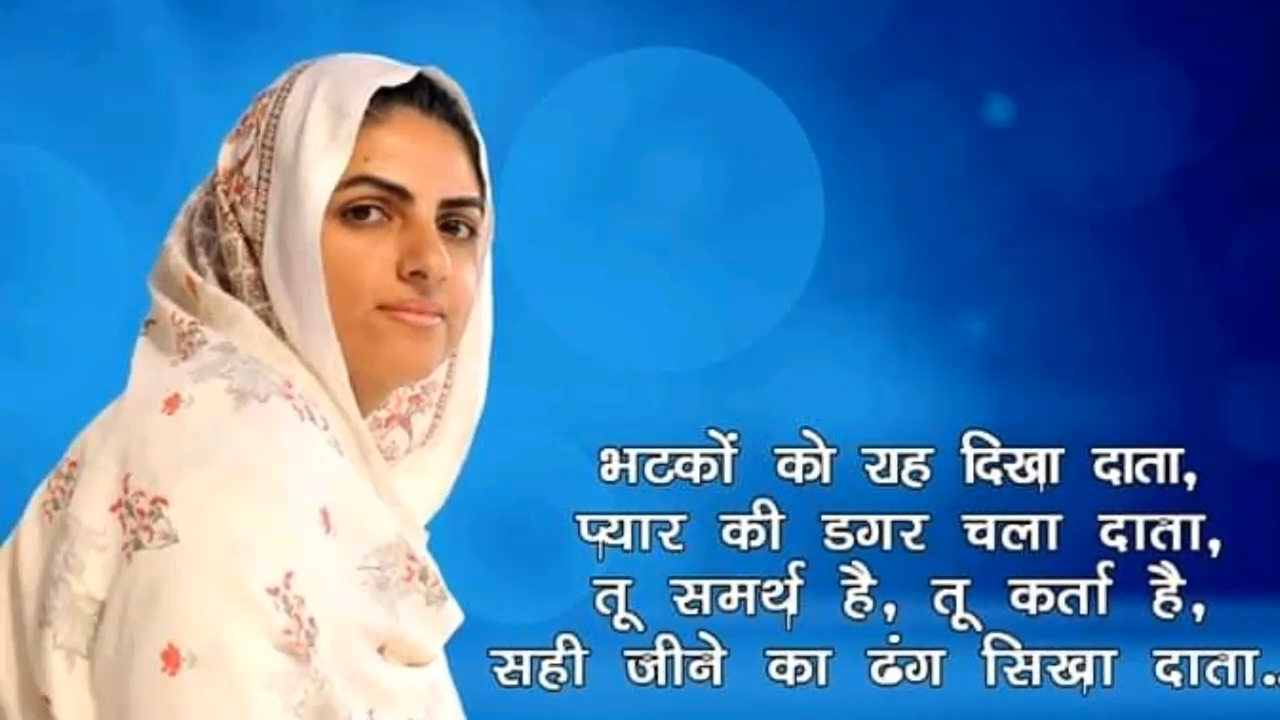 भटकों को राह दिखा दाता,
प्यार की डगर चला दाता,
तू समर्थ है, तू कर्ता है,
सही जीने का ढंग सिखा दाता..